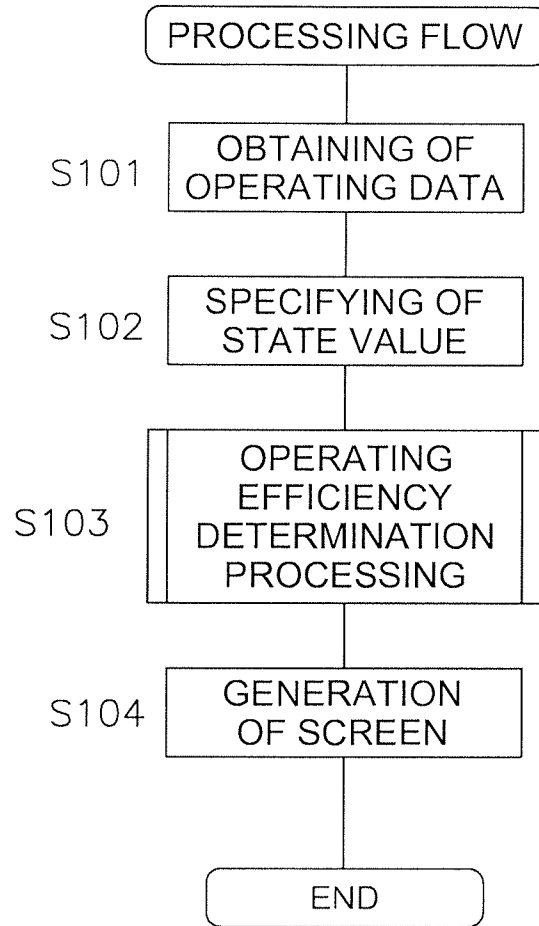 PROCESSING FLOW
S101
OBTAINING OF
OPERATING DATA
S102
SPECIFYING OF
STATE VALUE
S103
OPERATING
EFFICIENCY
DETERMINATION
PROCESSING
S104
GENERATION
OF SCREEN
END